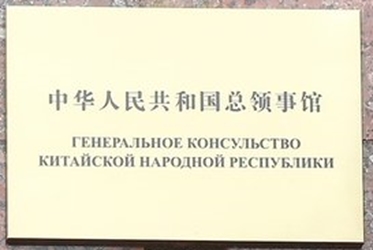 中华人民共和国总领事馆
ГЕНЕРАЛЬНОЕ КОНСУЛЬСТВО
КИТАЙСКОЙ НАРОДНОЙ РЕСПУБЛИКИ